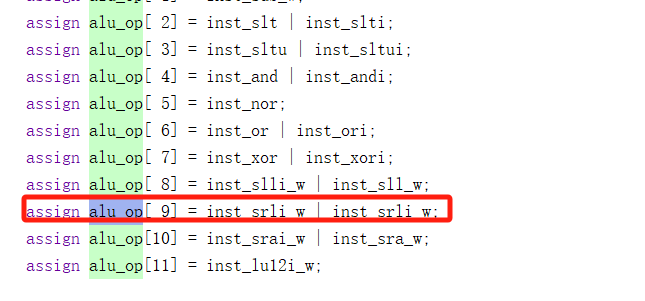 assign alu_op[ 2] = inst_slt | inst_slti;
assign alu_op[ 3] = inst_sltu | inst_sltui;
assign alu_op[ 4] = inst_and | inst_andi;
assign alu_op[ 5] = inst_nor;
assign alu_op[ 6] = inst_or | inst_ori;
assign alu_op[ 7] = inst_xor | inst_xori;
assign alu_op[ 8] = inst_slli_w | inst_sll_w;
assign alu_op[ 9] = inst_srli_w | inst_srli_w;
assign alu_op[10] = inst_srai_w | inst_sra_w;
assign alu_op[11] = inst_lu12i_w;